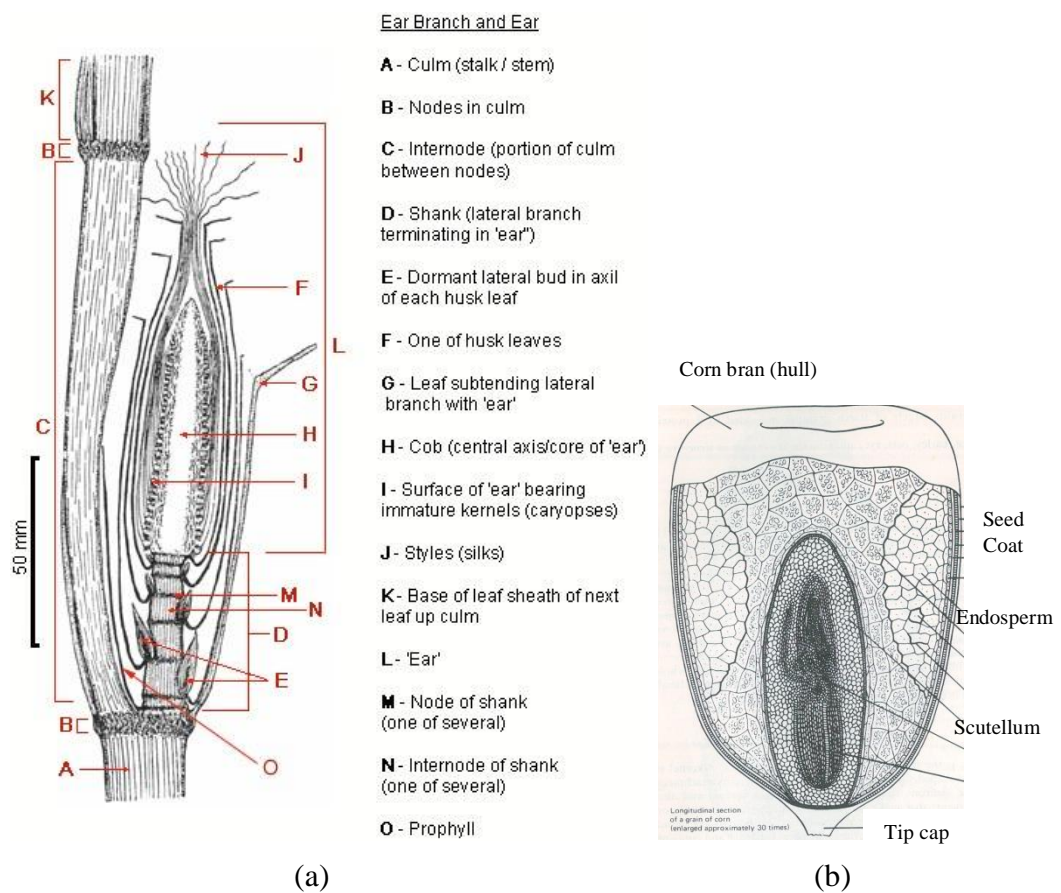 K
B
C
50 mm
B
A
J
F
L
G
H
I
M
N
D
E
O
Ear Branch and Ear
A - Culm (stalk / stem)
B - Nodes in culm
C - Internode (portion of culm
between nodes)
D - Shank (lateral branch
terminating in 'ear")
E - Dormant lateral bud in axil
of each husk leaf
F - One of husk leaves
G - Leaf subtending lateral
branch with 'ear'
H - Cob (central axis/core of 'ear')
I - Surface of 'ear' bearing
immature kernels (caryopses)
J - Styles (silks)
K - Base of leaf sheath of next
leaf up culm
L - 'Ear'
M - Node of shank
(one of several)
N - Internode of shank
(one of several)
O - Prophyll
(a)
Corn bran (hull)
Seed
Coat
Endosperm
Scutellum
Tip cap
Longitudinal section
of a grain of corn
(enlarged approximately 30 times)
(b)